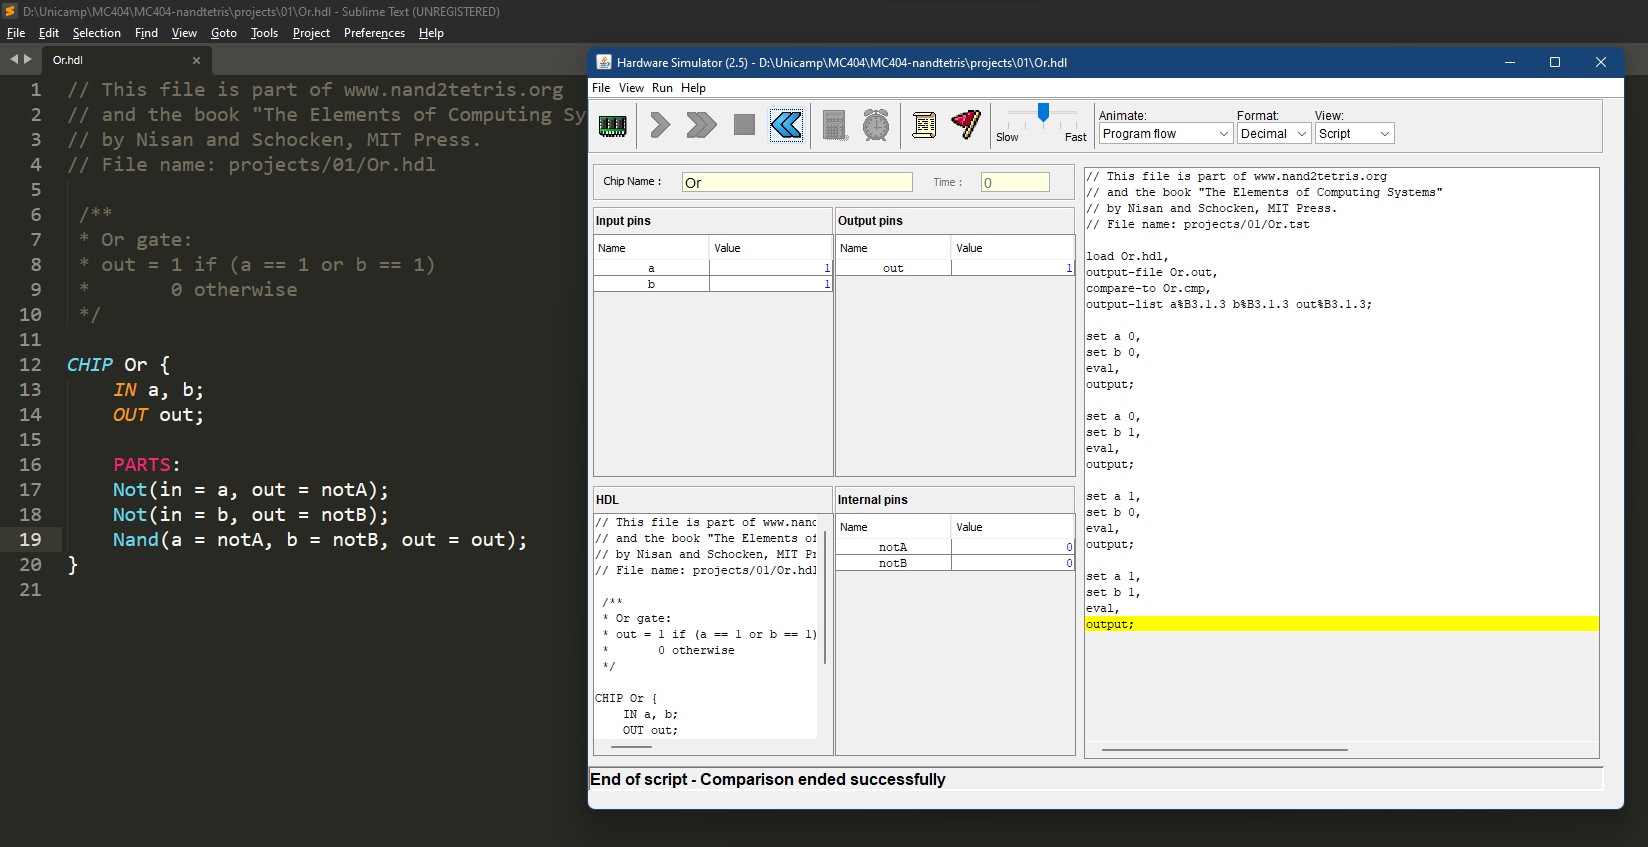 D:\Unicamp\MC404\MC404-nandtetris\projects\01\Or.hdl - Sublime Text (UNREGISTERED)
File Edit Selection Find View Goto Tools Project Preferences Help
Or.hdl ×
1 // This file is part of www.nand2tetris.org
2 // and the book "The Elements of Computing Sy
3 // by Nisan and Schocken, MIT Press.
4 // File name: projects/01/Or.hdl
5
6 /**
7 * Or gate:
8 * out = 1 if (a == 1 or b == 1)
9 *       0 otherwise
10 */
11
12 CHIP Or {
13     IN a, b;
14     OUT out;
15
16     PARTS:
17     Not(in = a, out = notA);
18     Not(in = b, out = notB);
19     Nand(a = notA, b = notB, out = out);
20 }
21
Hardware Simulator (2.5) - D:\Unicamp\MC404\MC404-nandtetris\projects\01\Or.hdl
File View Run Help
Slow Fast
Animate: Format: View:
Program flow Decimal Script
Chip Name : Or Time : 0
Input pins
Name Value
a 1
b 1
Output pins
Name Value
out 1
HDL
// This file is part of www.nand
// and the book "The Elements of
// by Nisan and Schocken, MIT Pr
// File name: projects/01/Or.hdl
/**
* Or gate:
* out = 1 if (a == 1 or b == 1)
*       0 otherwise
*/
CHIP Or {
    IN a, b;
    OUT out;
Internal pins
Name Value
notA 0
notB 0
// This file is part of www.nand2tetris.org
// and the book "The Elements of Computing Systems"
// by Nisan and Schocken, MIT Press.
// File name: projects/01/Or.tst
load Or.hdl,
output-file Or.out,
compare-to Or.cmp,
output-list a%B3.1.3 b%B3.1.3 out%B3.1.3;
set a 0,
set b 0,
eval,
output;
set a 0,
set b 1,
eval,
output;
set a 1,
set b 0,
eval,
output;
set a 1,
set b 1,
eval,
output;
End of script - Comparison ended successfully